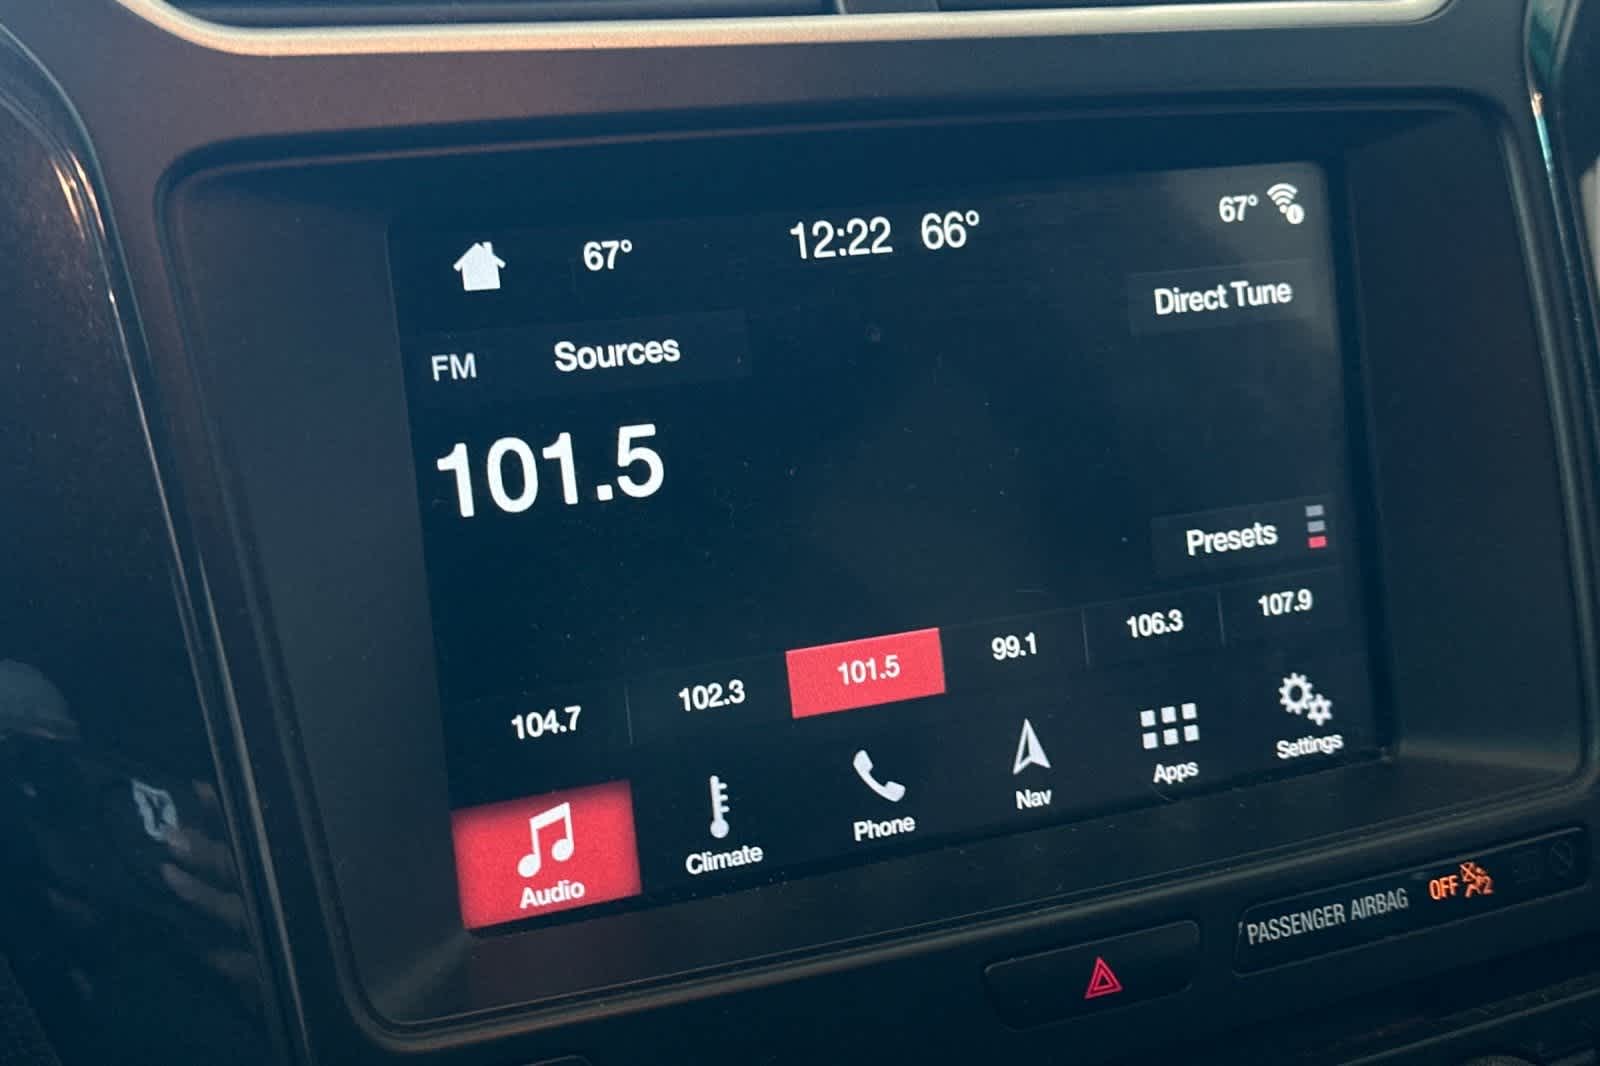 67° 12:22 66° 67°
Direct Tune
FM Sources
101.5
Presets
104.7 102.3 101.5 99.1 106.3 107.9
Audio Climate Phone Nav Apps Settings
PASSENGER AIRBAG OFF